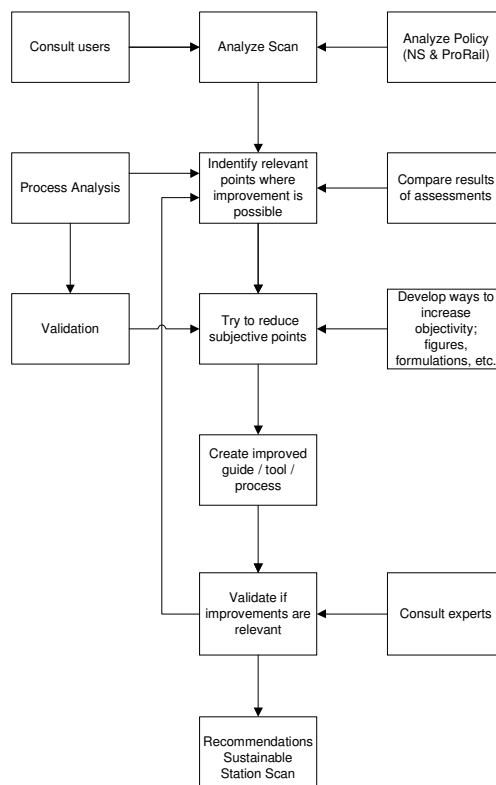 Consult users
Analyze Scan
Analyze Policy
(NS & ProRail)
Process Analysis
Indentify relevant
points where
improvement is
possible
Compare results
of assessments
Validation
Try to reduce
subjective points
Develop ways to
increase
objectivity;
figures,
formulations, etc.
Create improved
guide / tool /
process
Validate if
improvements are
relevant
Consult experts
Recommendations
Sustainable
Station Scan